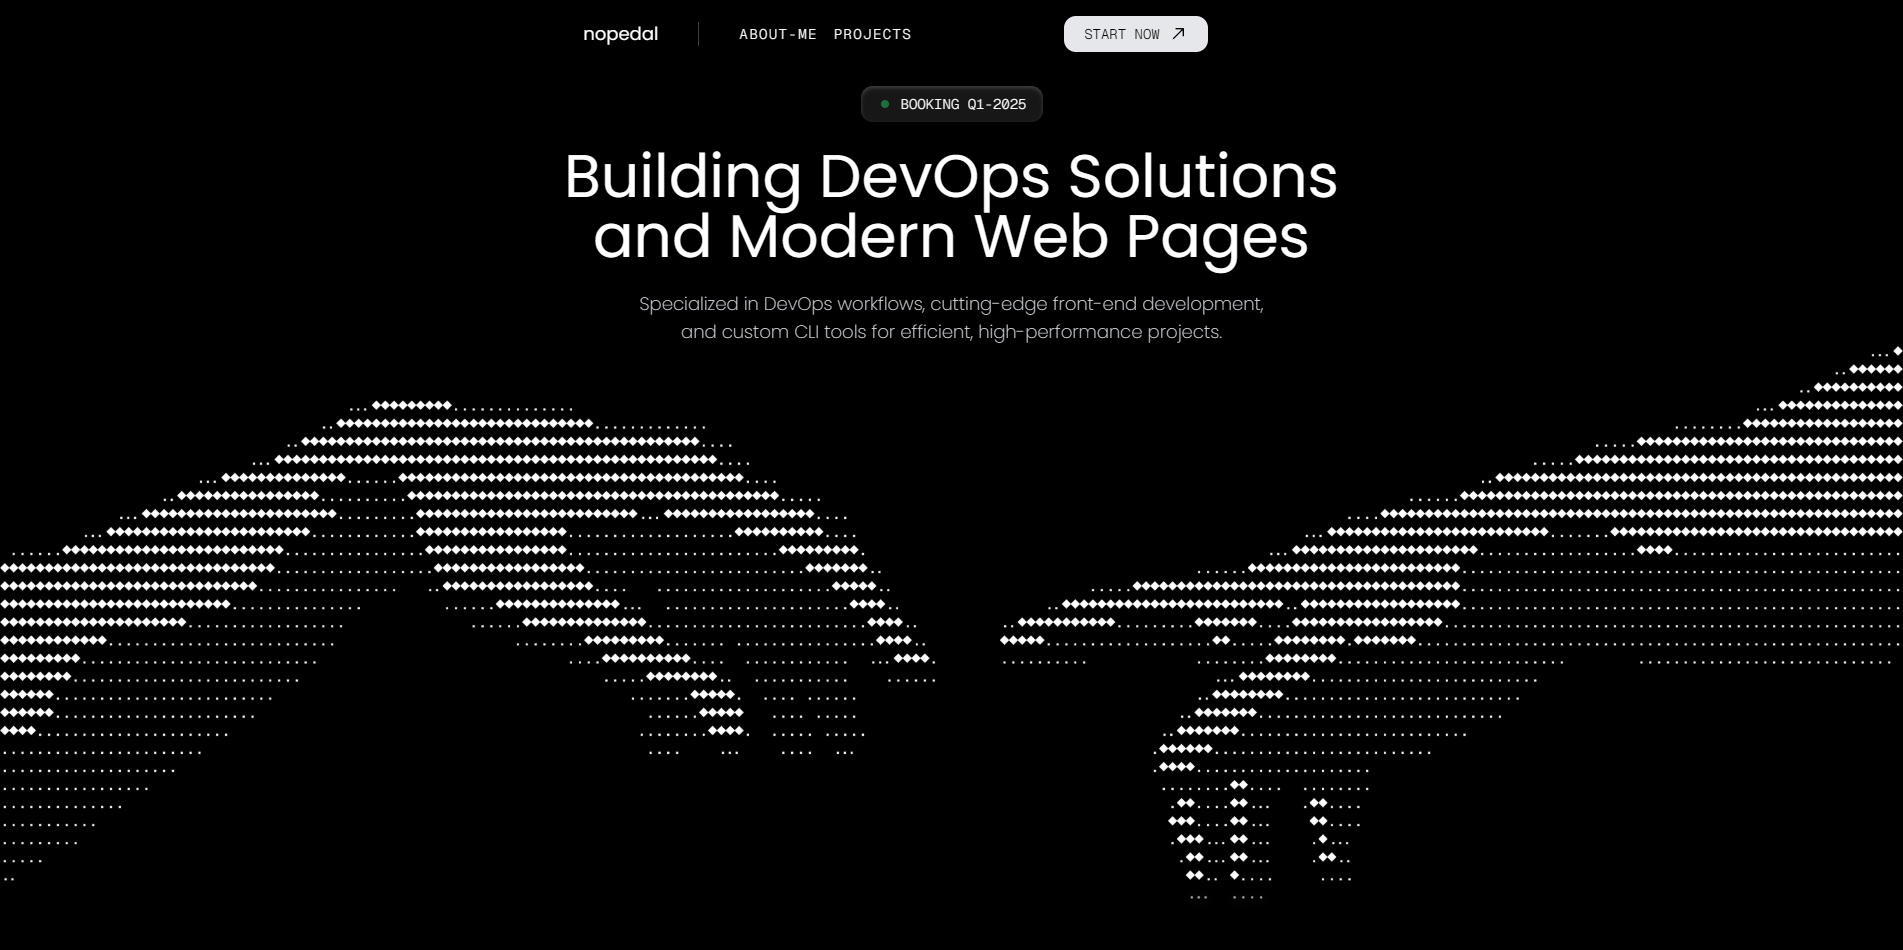 nopedal
ABOUT-ME PROJECTS
START NOW
BOOKING Q1-2025
Building DevOps Solutions
and Modern Web Pages
Specialized in DevOps workflows, cutting-edge front-end development,
and custom CLI tools for efficient, high-performance projects.